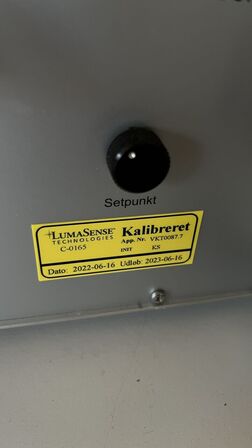 Setpunkt
LUMASENSE Kalibreret
TECHNOLOGIES App. Nr. VKT0087.7
C-0165 INIT KS
Dato: 2022-06-16 Udløb: 2023-06-16